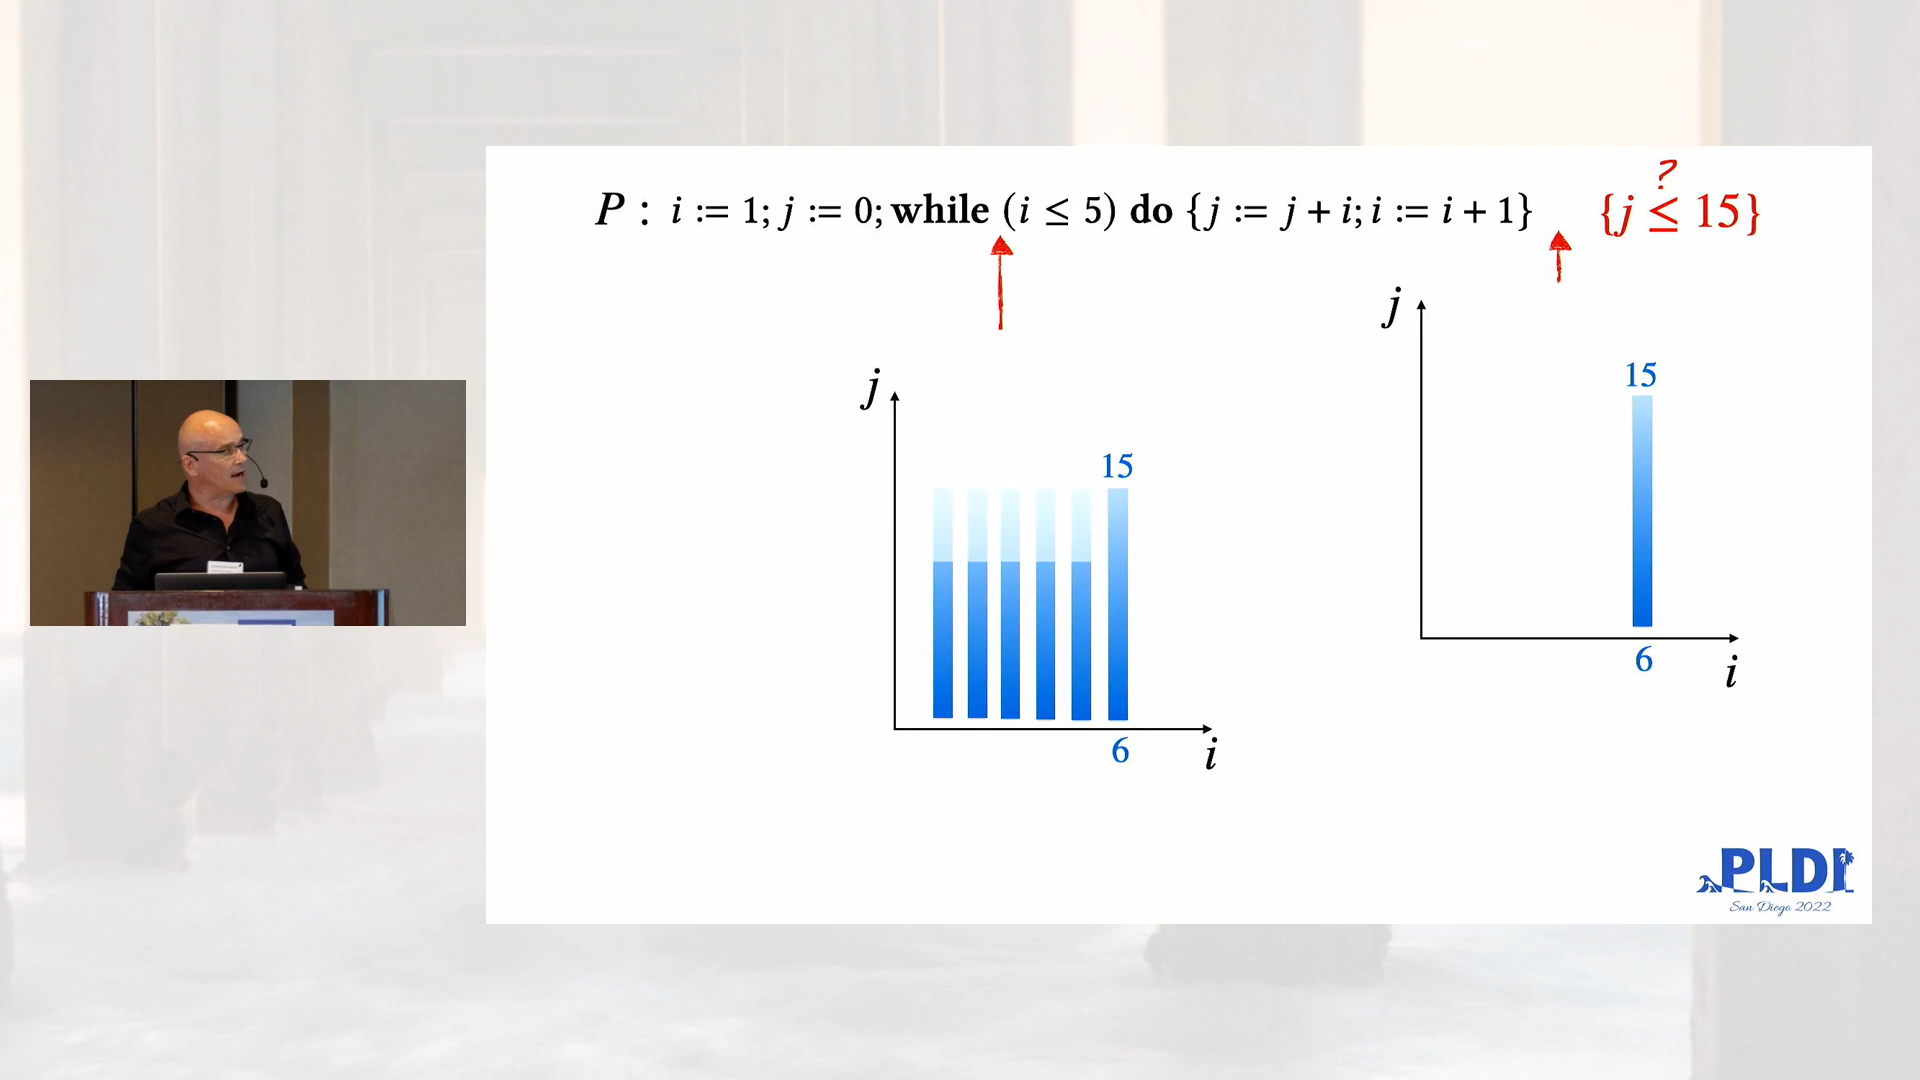 ?
P : i := 1; j := 0; while (i ≤ 5) do {j := j + i; i := i + 1} {j ≤ 15}
j
15
6
i
j
15
6
i
PLDI
San Diego 2022